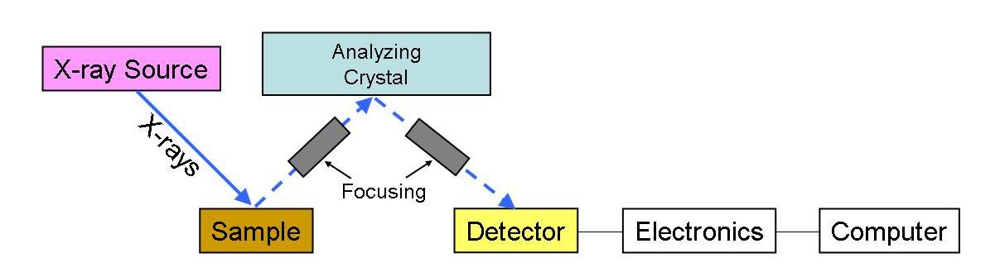 X-ray Source
Analyzing
Crystal
X-rays
Focusing
Sample
Detector
Electronics
Computer